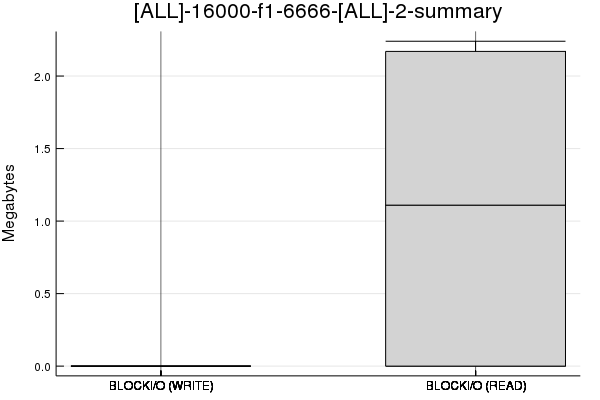 [ALL]-16000-f1-6666-[ALL]-2-summary
Megabytes
2.0
1.5
1.0
0.5
0.0
BLOCKI/O (WRITE) BLOCKI/O (READ)